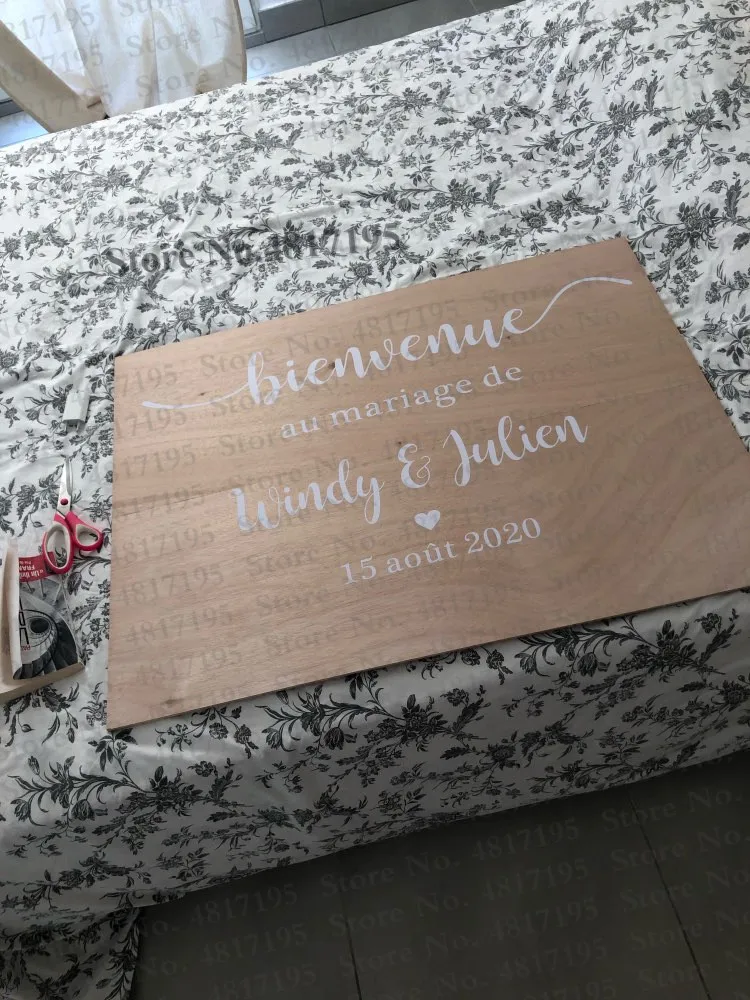 Store No. 4817195
bienvenue
au mariage de
Windy & Julien
15 août 2020